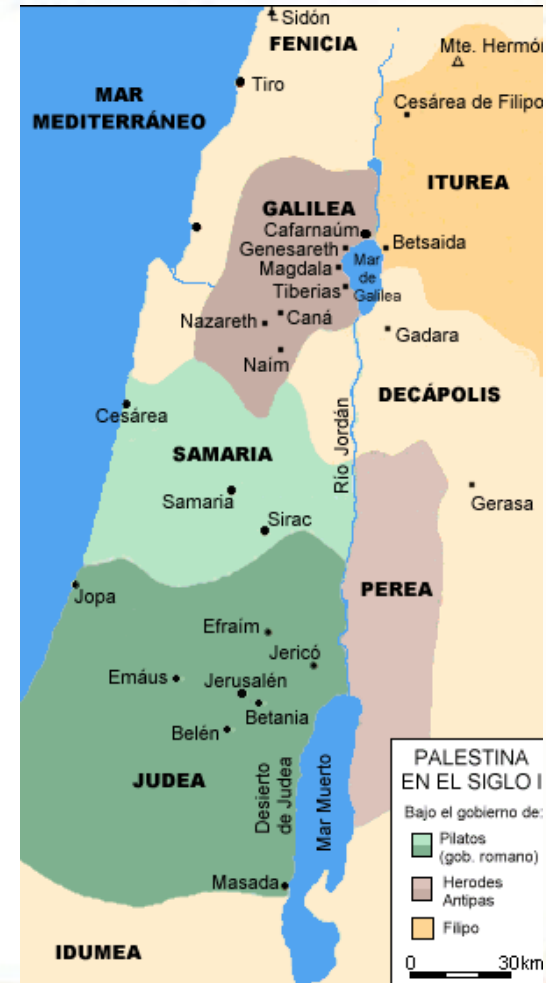 Sidón
FENICIA
Mte. Hermón
Tiro
MAR
MEDITERRÁNEO
Cesárea de Filipo
ITUREA
GALILEA
Cafarnaúm
Genesareth
Betsaida
Magdala
Mar
de
Galilea
Tiberias
Nazareth
Caná
Gadara
Naím
DECÁPOLIS
Cesárea
Río Jordán
SAMARIA
Samaria
Gerasa
Sirac
PEREA
Jopa
Efraím
Jericó
Emáus
Jerusalén
Betania
Belén
Desierto
de Judea
Mar Muerto
JUDEA
Masada
IDUMEA
PALESTINA
EN EL SIGLO I
Bajo el gobierno de:
Pilatos
(gob. romano)
Herodes
Antipas
Filipo
0 30km